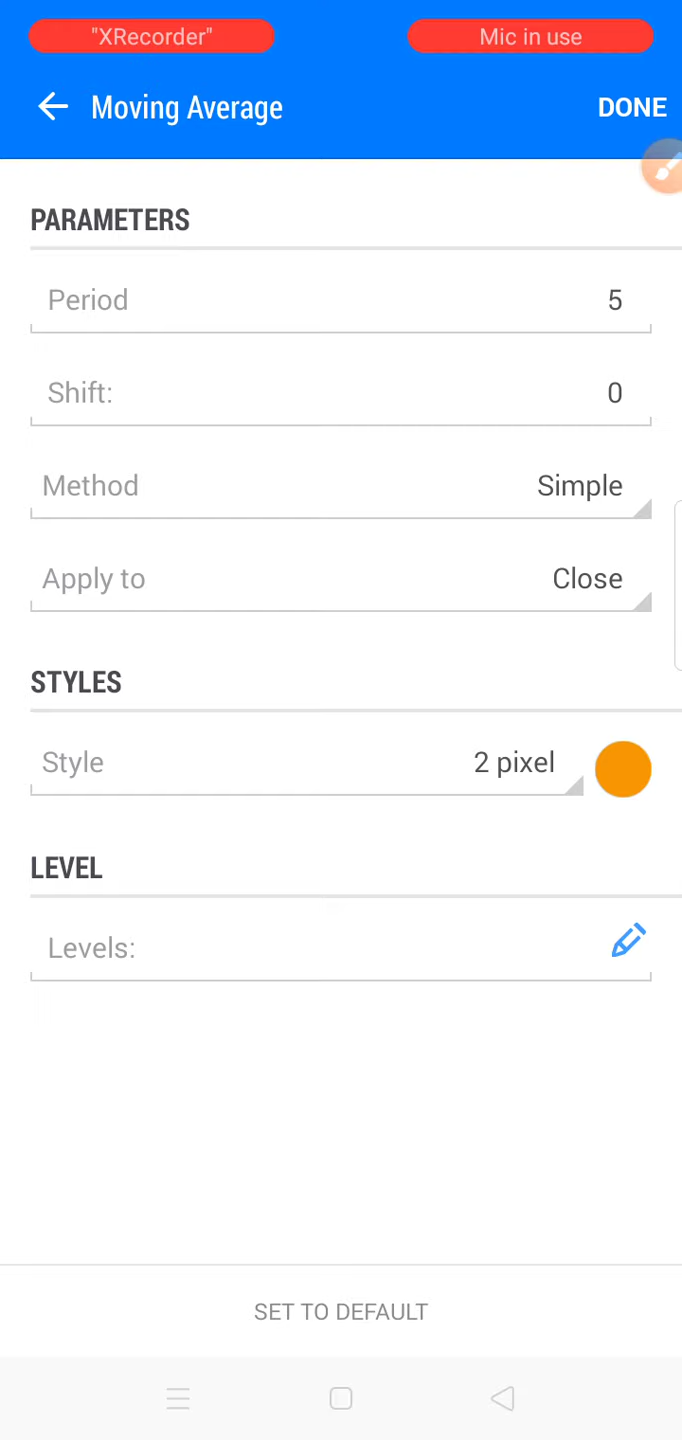 "XRecorder" Mic in use
Moving Average DONE
PARAMETERS
Period 5
Shift: 0
Method Simple
Apply to Close
STYLES
Style 2 pixel
LEVEL
Levels:
SET TO DEFAULT